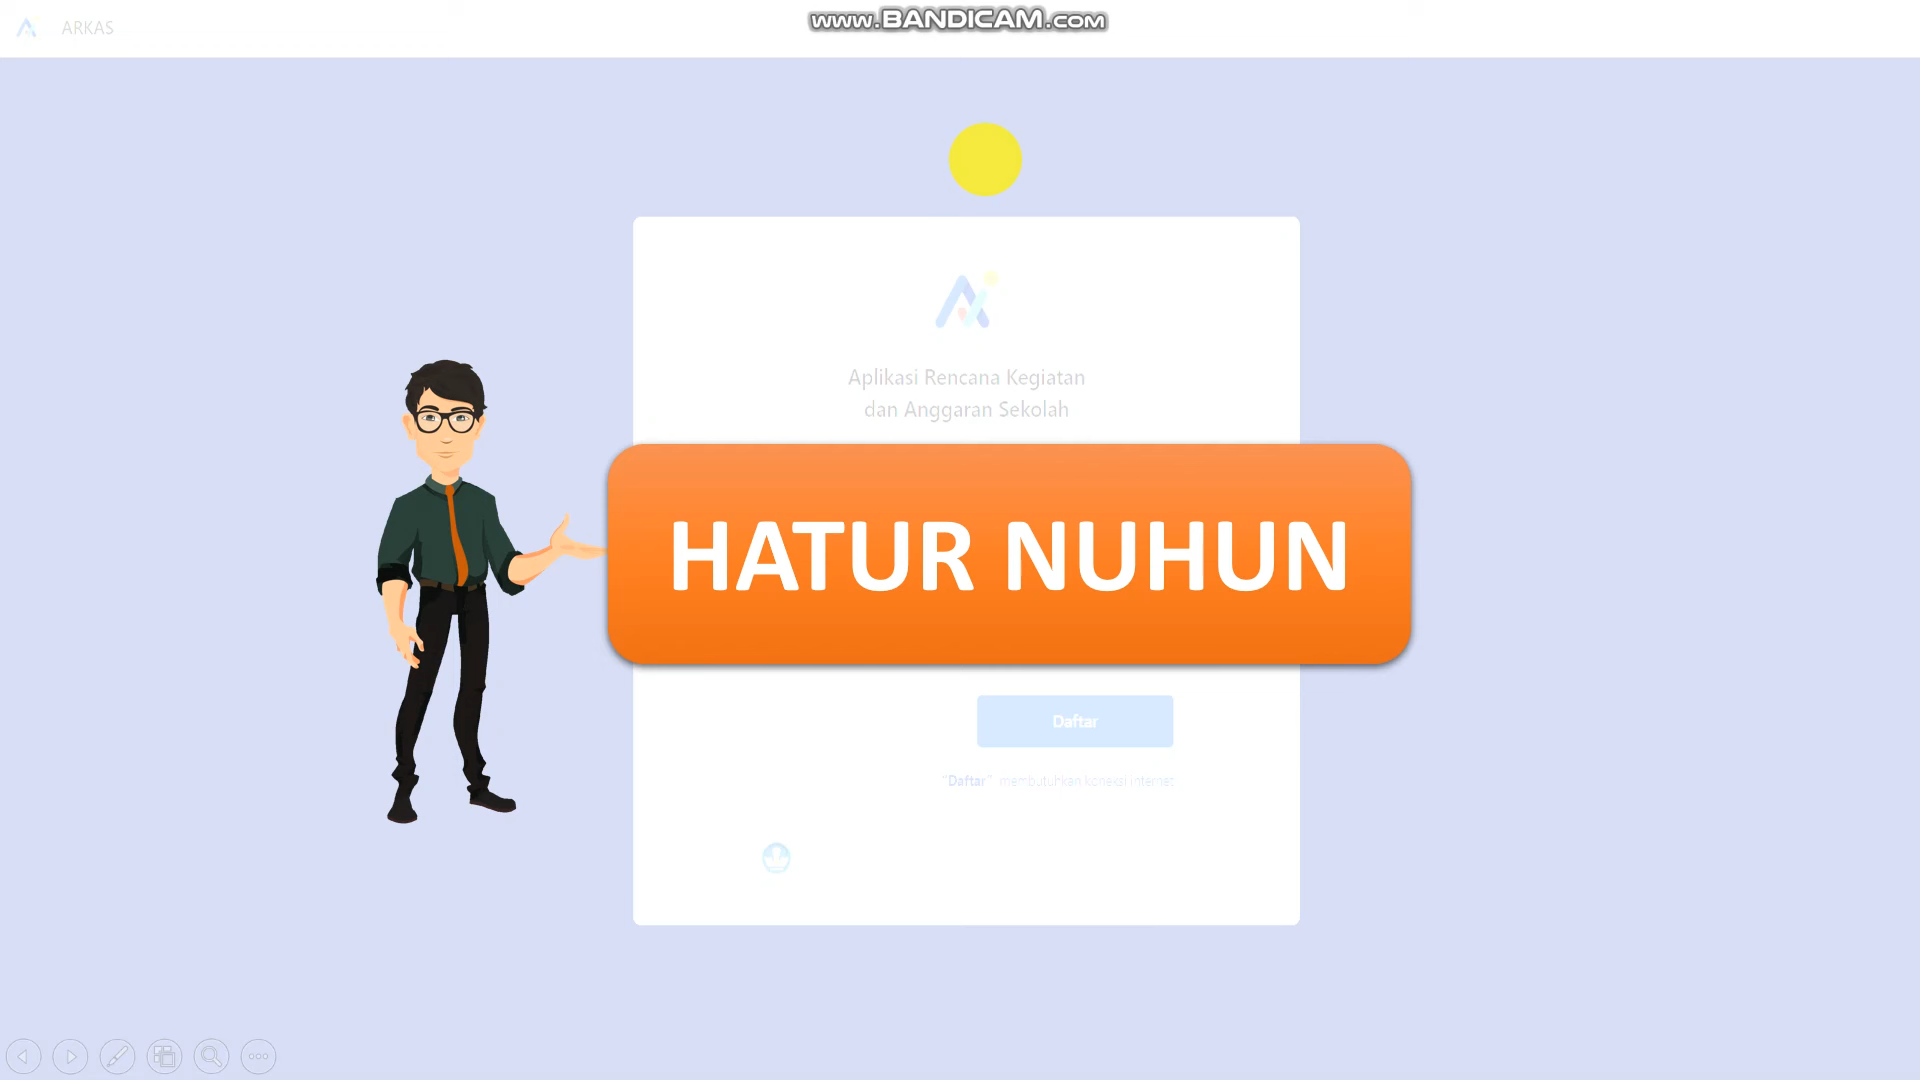 ARKAS
www.BANDICAM.com
Aplikasi Rencana Kegiatan
dan Anggaran Sekolah
HATUR NUHUN
Daftar
"Daftar" membutuhkan koneksi internet